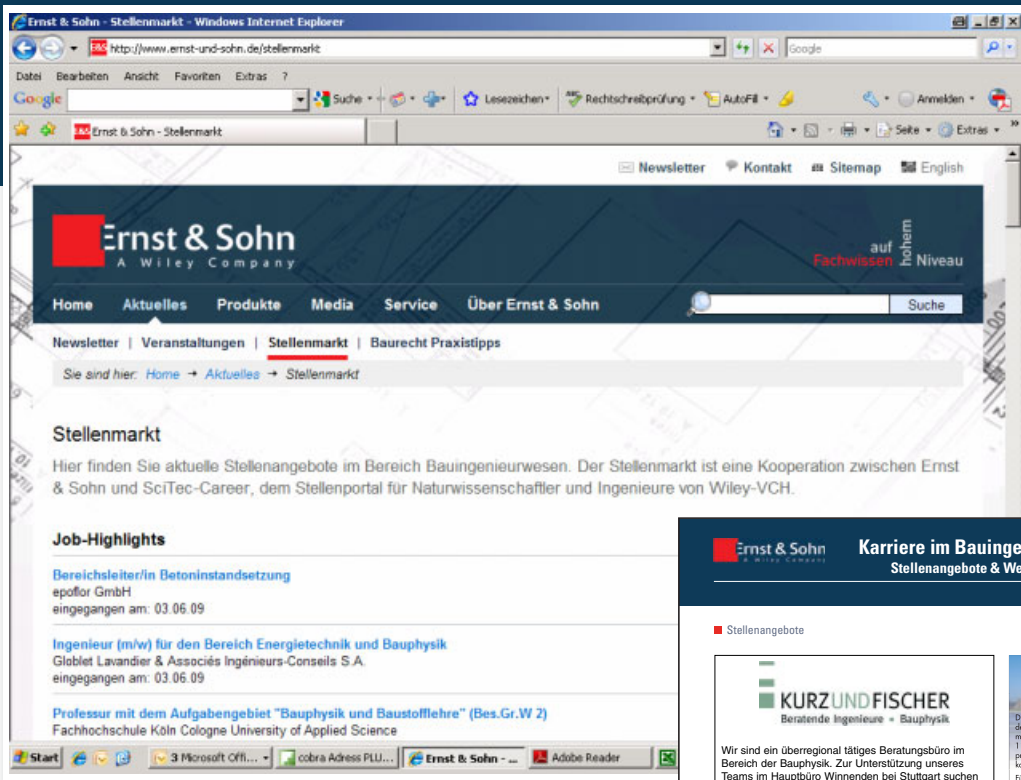 Ernst & Sohn - Stellenmarkt - Windows Internet Explorer
http://www.ernst-und-sohn.de/stellenmarkt
Google
Datei Bearbeiten Ansicht Favoriten Extras ?
Google Suche Lesezeichen Rechtschreibprüfung AutoFill Anmelden
Ernst & Sohn - Stellenmarkt
Seite Extras
Newsletter Kontakt Sitemap English
Ernst & Sohn
A Wiley Company
Fachwissen auf hohem Niveau
Home Aktuelles Produkte Media Service Über Ernst & Sohn Suche
Newsletter | Veranstaltungen | Stellenmarkt | Baurecht Praxistipps
Sie sind hier: Home → Aktuelles → Stellenmarkt
Stellenmarkt
Hier finden Sie aktuelle Stellenangebote im Bereich Bauingenieurwesen. Der Stellenmarkt ist eine Kooperation zwischen Ernst
& Sohn und SciTec-Career, dem Stellenportal für Naturwissenschaftler und Ingenieure von Wiley-VCH.
Job-Highlights
Bereichsleiter/in Betoninstandsetzung
epoflor GmbH
eingegangen am: 03.06.09
Ingenieur (m/w) für den Bereich Energietechnik und Bauphysik
Globlet Lavandier & Associés Ingénieurs-Conseils S.A.
eingegangen am: 03.06.09
Professur mit dem Aufgabengebiet "Bauphysik und Baustofflehre" (Bes.Gr.W 2)
Fachhochschule Köln Cologne University of Applied Science
Start 3 Microsoft Offi... cobra Adress PLU... Ernst & Sohn - ... Adobe Reader
Ernst & Sohn
A Wiley Company
Karriere im Bauinge
Stellenangebote & We
Stellenangebote
KURZUNDFISCHER
Beratende Ingenieure Bauphysik
Wir sind ein überregional tätiges Beratungsbüro im
Bereich der Bauphysik. Zur Unterstützung unseres
Teams im Hauptbüro Winnenden bei Stuttgart suchen